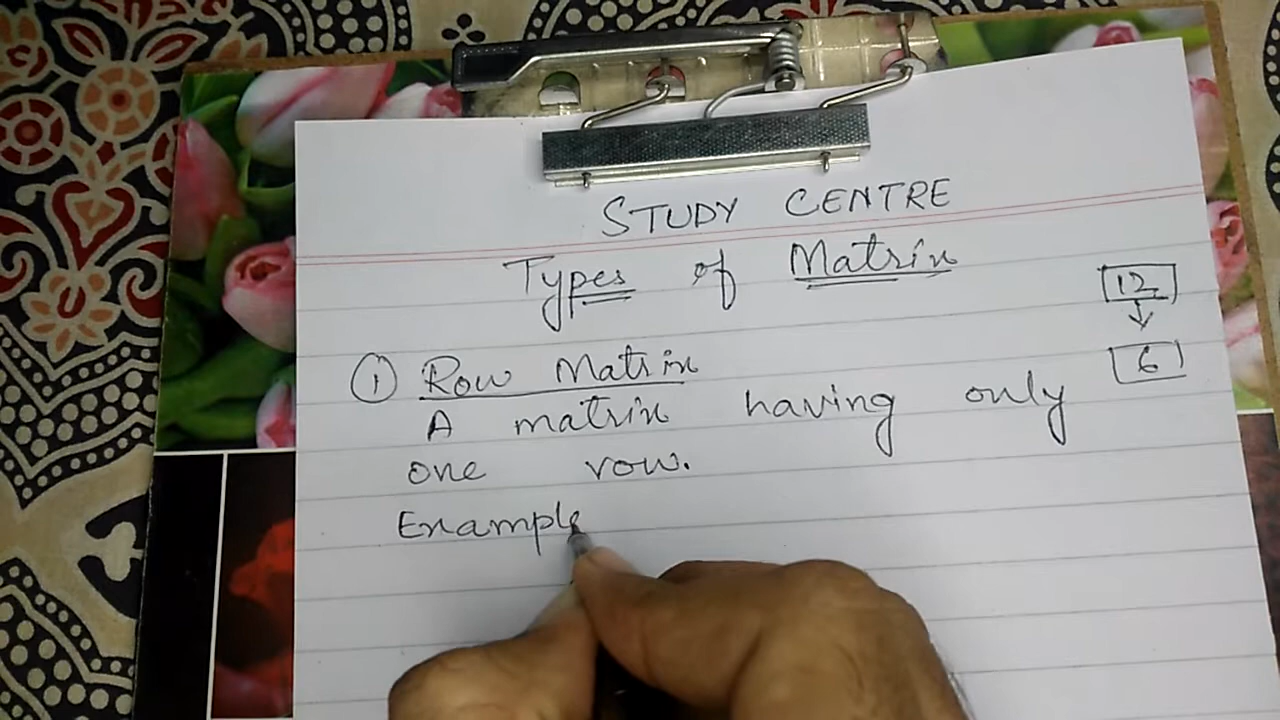 STUDY CENTRE
Types of Matrix
12
↓
6
① Row Matrix
A matrix having only
one row.
Example